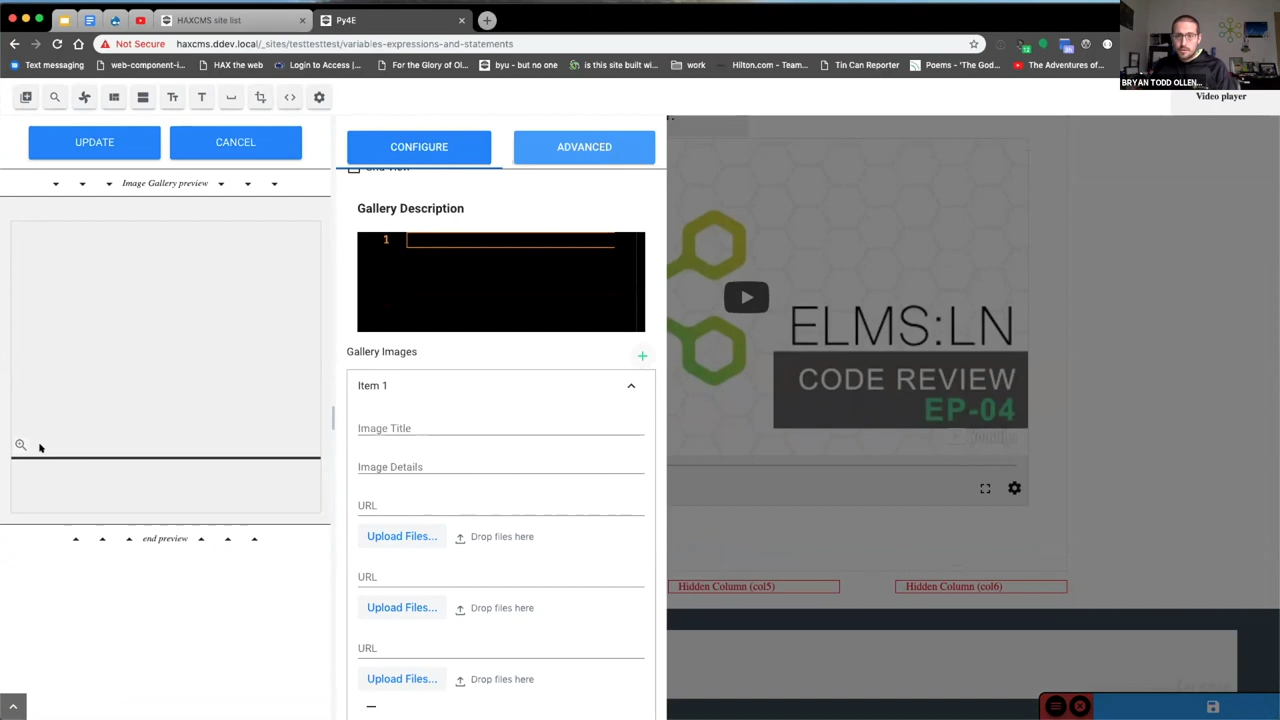 HAXCMS site list
Py4E
Not Secure
haxcms.ddev.local/_sites/testtesttest/variables-expressions-and-statements
Text messaging
web-component-i...
HAX the web
Login to Access |...
For the Glory of Ol...
byu - but no one
is this site built wi...
work
Hilton.com - Team...
Tin Can Reporter
Poems - 'The God...
The Adventures of...
BRYAN TODD OLLEN...
Video player
UPDATE
CANCEL
CONFIGURE
ADVANCED
Image Gallery preview
Gallery Description
1
Gallery Images
Item 1
Image Title
Image Details
URL
Upload Files...
Drop files here
URL
Upload Files...
Drop files here
URL
Upload Files...
Drop files here
end preview
ELMS:LN
CODE REVIEW
EP-04
Hidden Column (col5)
Hidden Column (col6)